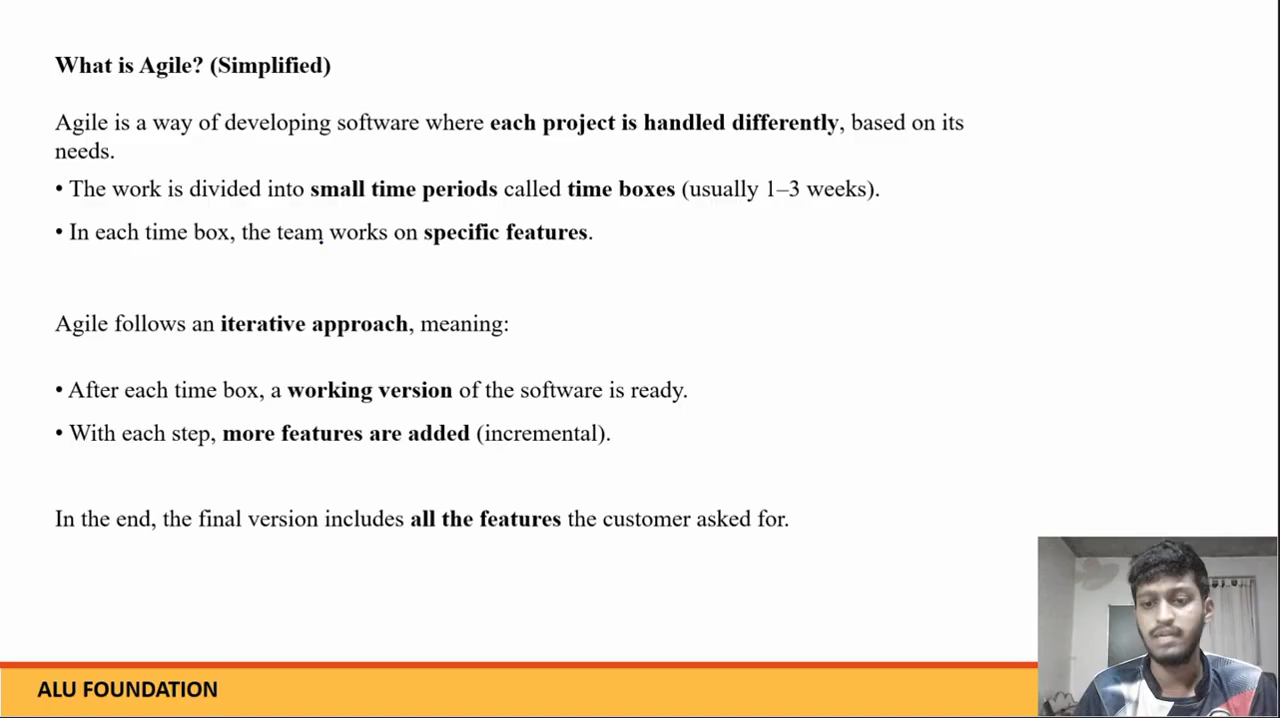 What is Agile? (Simplified)
Agile is a way of developing software where each project is handled differently, based on its
needs.
• The work is divided into small time periods called time boxes (usually 1–3 weeks).
• In each time box, the team works on specific features.
Agile follows an iterative approach, meaning:
• After each time box, a working version of the software is ready.
• With each step, more features are added (incremental).
In the end, the final version includes all the features the customer asked for.
ALU FOUNDATION